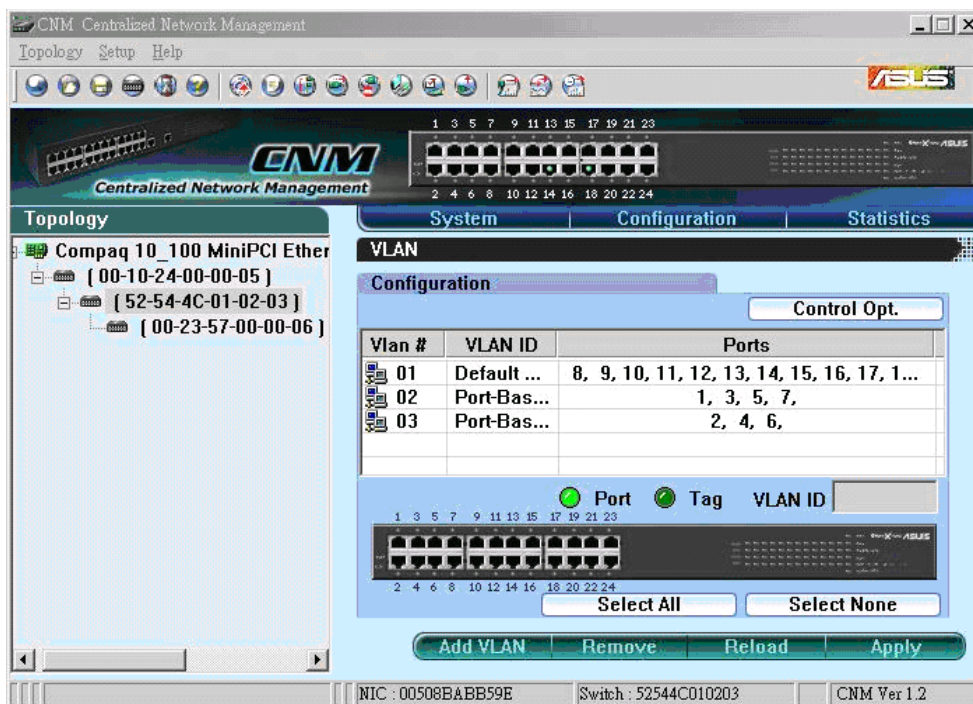 CNM Centralized Network Management
Topology Setup Help
ASUS
1 3 5 7 9 11 13 15 17 19 21 23
CNM
Centralized Network Management
2 4 6 8 10 12 14 16 18 20 22 24
Topology
System Configuration Statistics
Compaq 10_100 MiniPCI Ether
( 00-10-24-00-00-05 )
( 52-54-4C-01-02-03 )
( 00-23-57-00-00-06 )
VLAN
Configuration
Control Opt.
Vlan # VLAN ID Ports
01 Default ... 8, 9, 10, 11, 12, 13, 14, 15, 16, 17, 1...
02 Port-Bas... 1, 3, 5, 7,
03 Port-Bas... 2, 4, 6,
Port Tag VLAN ID
1 3 5 7 9 11 13 15 17 19 21 23
ASUS
2 4 6 8 10 12 14 16 18 20 22 24
Select All Select None
Add VLAN Remove Reload Apply
NIC : 00508BABB59E Switch : 52544C010203 CNM Ver 1.2